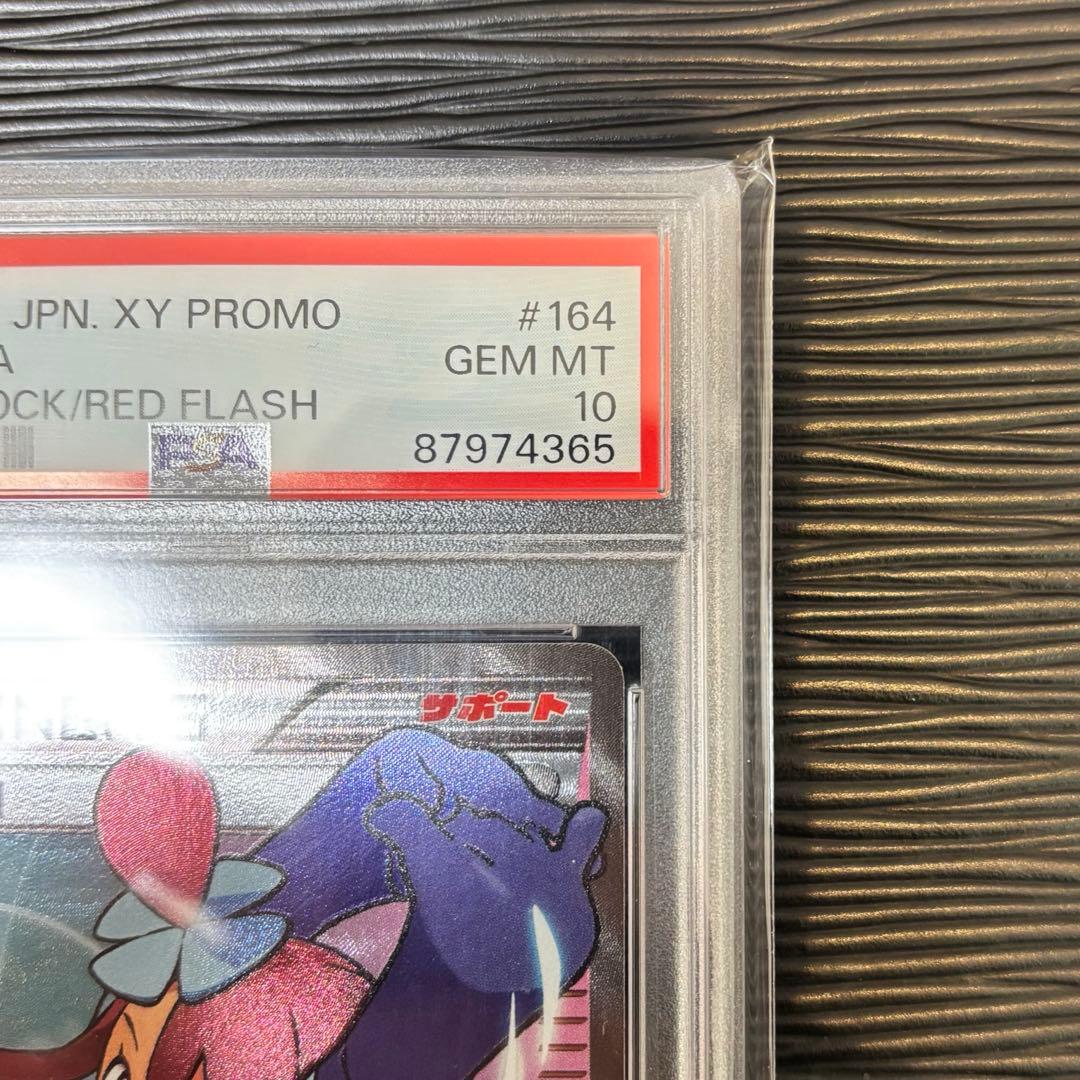 JPN. XY PROMO #164
A GEM MT
OCK/RED FLASH 10
PSA 87974365
サポート